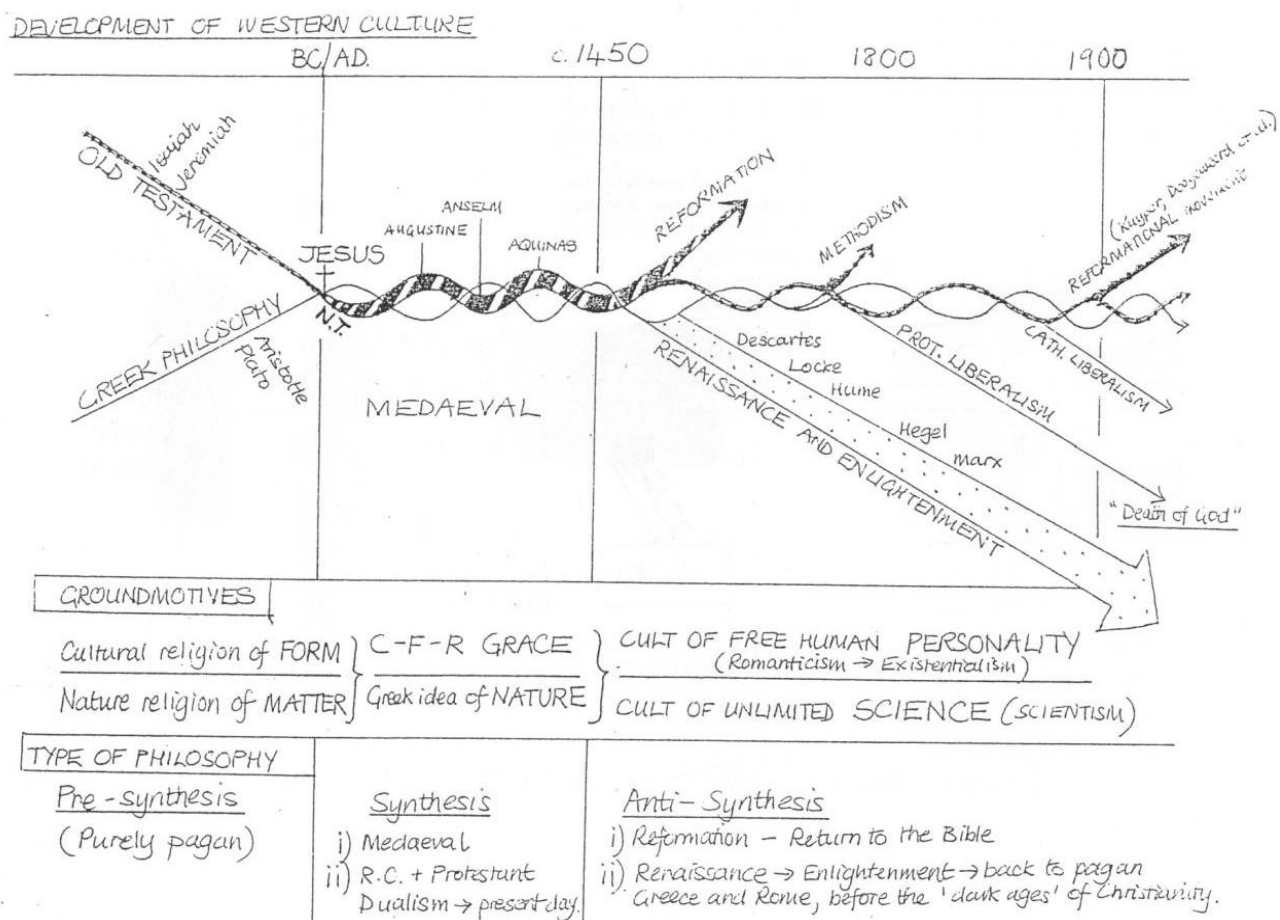 DEVELOPMENT OF WESTERN CULTURE
BC/AD.
c.1450
1800
1900
Isaiah
Jeremiah
OLD TESTAMENT
JESUS
N.T.
GREEK PHILOSOPHY
Aristotle
Plato
AUGUSTINE
ANSELM
AQUINAS
MEDAEVAL
REFORMATION
METHODISM
(Kuyper, Dooyeweerd et al.)
REFORMATIONAL movement
Descartes
Locke
Hume
Hegel
Marx
RENAISSANCE AND ENLIGHTENMENT
PROT. LIBERALISM
CATH. LIBERALISM
"Death of God"
GROUNDMOTIVES
Cultural religion of FORM
Nature religion of MATTER
C-F-R GRACE
Greek idea of NATURE
CULT OF FREE HUMAN PERSONALITY
(Romanticism → Existentialism)
CULT OF UNLIMITED SCIENCE (SCIENTISM)
TYPE OF PHILOSOPHY
Pre-synthesis
(Purely pagan)
Synthesis
i) Medaeval
ii) R.C. + Protestant
Dualism → present day.
Anti-Synthesis
i) Reformation - Return to the Bible
ii) Renaissance → Enlightenment → back to pagan
Greece and Rome, before the 'dark ages' of Christianity.